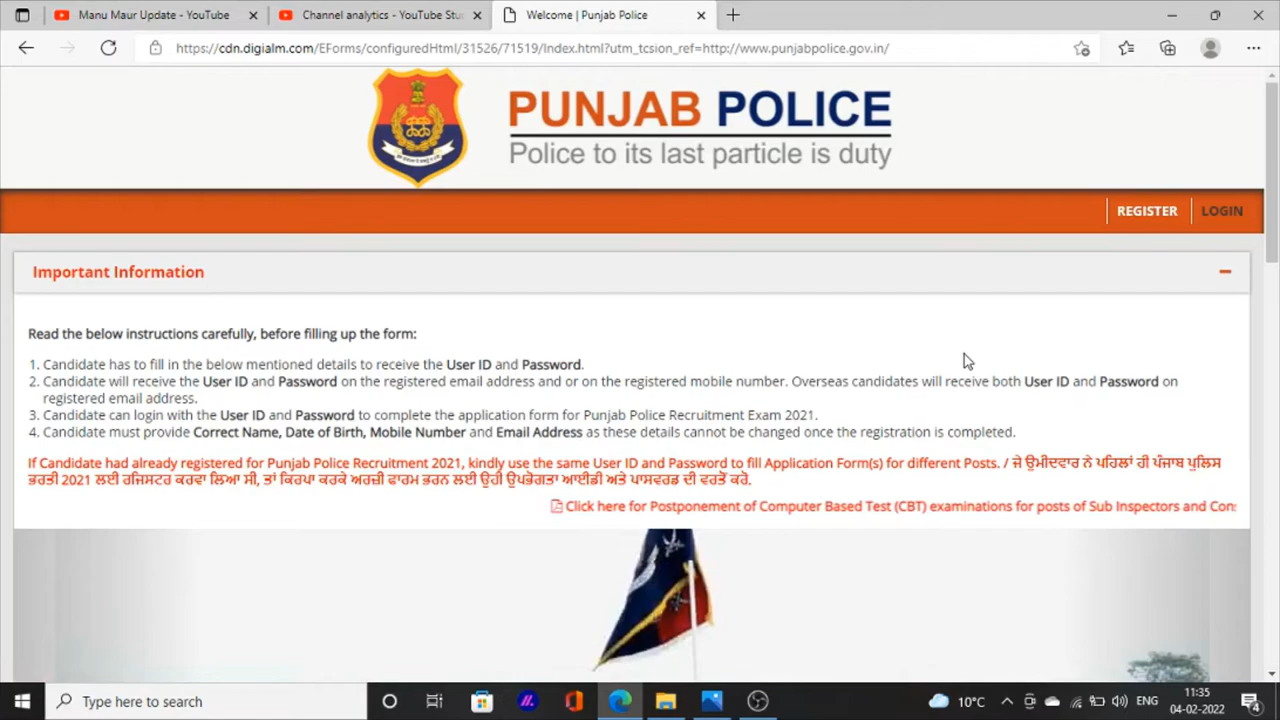 Manu Maur Update - YouTube
Channel analytics - YouTube Stu
Welcome | Punjab Police
https://cdn.digialm.com/EForms/configuredHtml/31526/71519/Index.html?utm_tcsion_ref=http://www.punjabpolice.gov.in/
PUNJAB POLICE
Police to its last particle is duty
REGISTER LOGIN
Important Information
Read the below instructions carefully, before filling up the form:
1. Candidate has to fill in the below mentioned details to receive the User ID and Password.
2. Candidate will receive the User ID and Password on the registered email address and or on the registered mobile number. Overseas candidates will receive both User ID and Password on
registered email address.
3. Candidate can login with the User ID and Password to complete the application form for Punjab Police Recruitment Exam 2021.
4. Candidate must provide Correct Name, Date of Birth, Mobile Number and Email Address as these details cannot be changed once the registration is completed.
If Candidate had already registered for Punjab Police Recruitment 2021, kindly use the same User ID and Password to fill Application Form(s) for different Posts. / ਜੇ ਉਮੀਦਵਾਰ ਨੇ ਪਹਿਲਾਂ ਹੀ ਪੰਜਾਬ ਪੁਲਿਸ
ਭਰਤੀ 2021 ਲਈ ਰਜਿਸਟਰ ਕਰਵਾ ਲਿਆ ਸੀ, ਤਾਂ ਕਿਰਪਾ ਕਰਕੇ ਅਰਜ਼ੀ ਫਾਰਮ ਭਰਨ ਲਈ ਉਹੀ ਉਪਭੋਗਤਾ ਆਈਡੀ ਅਤੇ ਪਾਸਵਰਡ ਦੀ ਵਰਤੋਂ ਕਰੋ.
Click here for Postponement of Computer Based Test (CBT) examinations for posts of Sub Inspectors and Con
Type here to search
10°C
ENG
11:35
04-02-2022
4